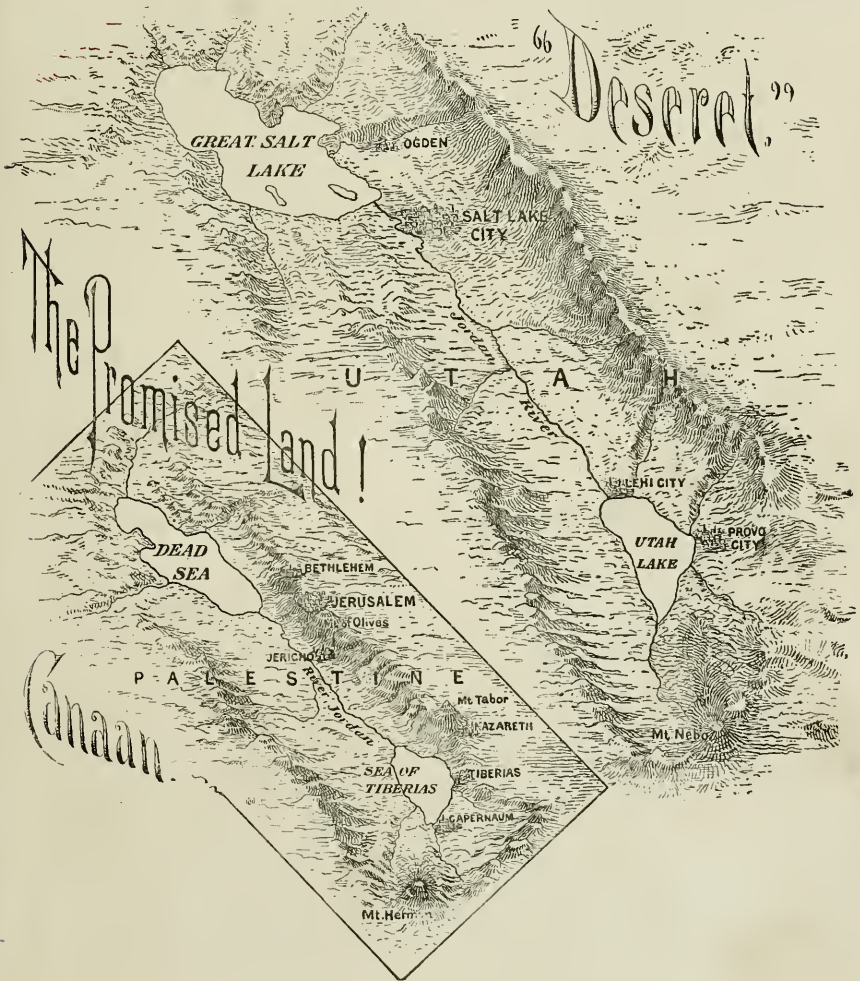 "Deseret,"
GREAT SALT
LAKE
OGDEN
SALT LAKE
CITY
The Promised Land!
Jorden
River
U T A H
LEHI CITY
UTAH
LAKE
PROVO
CITY
Mt. Nebo
DEAD
SEA
BETHLEHEM
JERUSALEM
Mt of Olives
JERICHO
PALESTINE
River Jordan
Mt Tabor
NAZARETH
SEA OF
TIBERIAS
TIBERIAS
CAPERNAUM
Canaan.